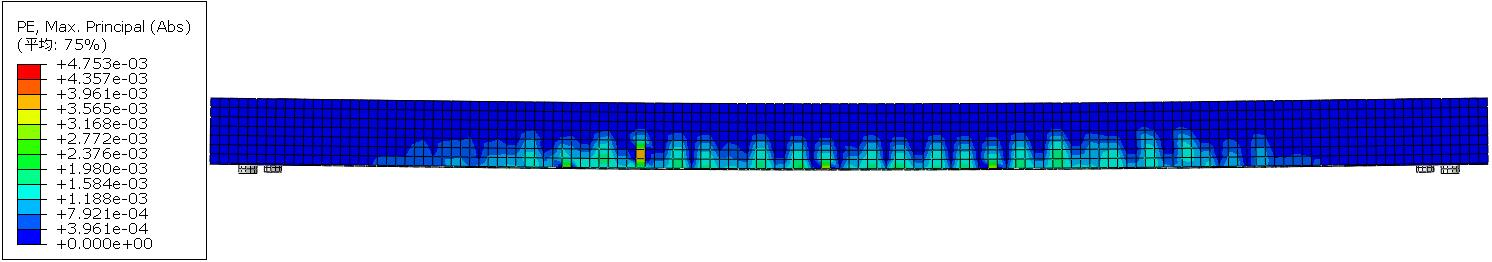 PE, Max. Principal (Abs)
(平均: 75%)
+4.753e-03
+4.357e-03
+3.961e-03
+3.565e-03
+3.168e-03
+2.772e-03
+2.376e-03
+1.980e-03
+1.584e-03
+1.188e-03
+7.921e-04
+3.961e-04
+0.000e+00